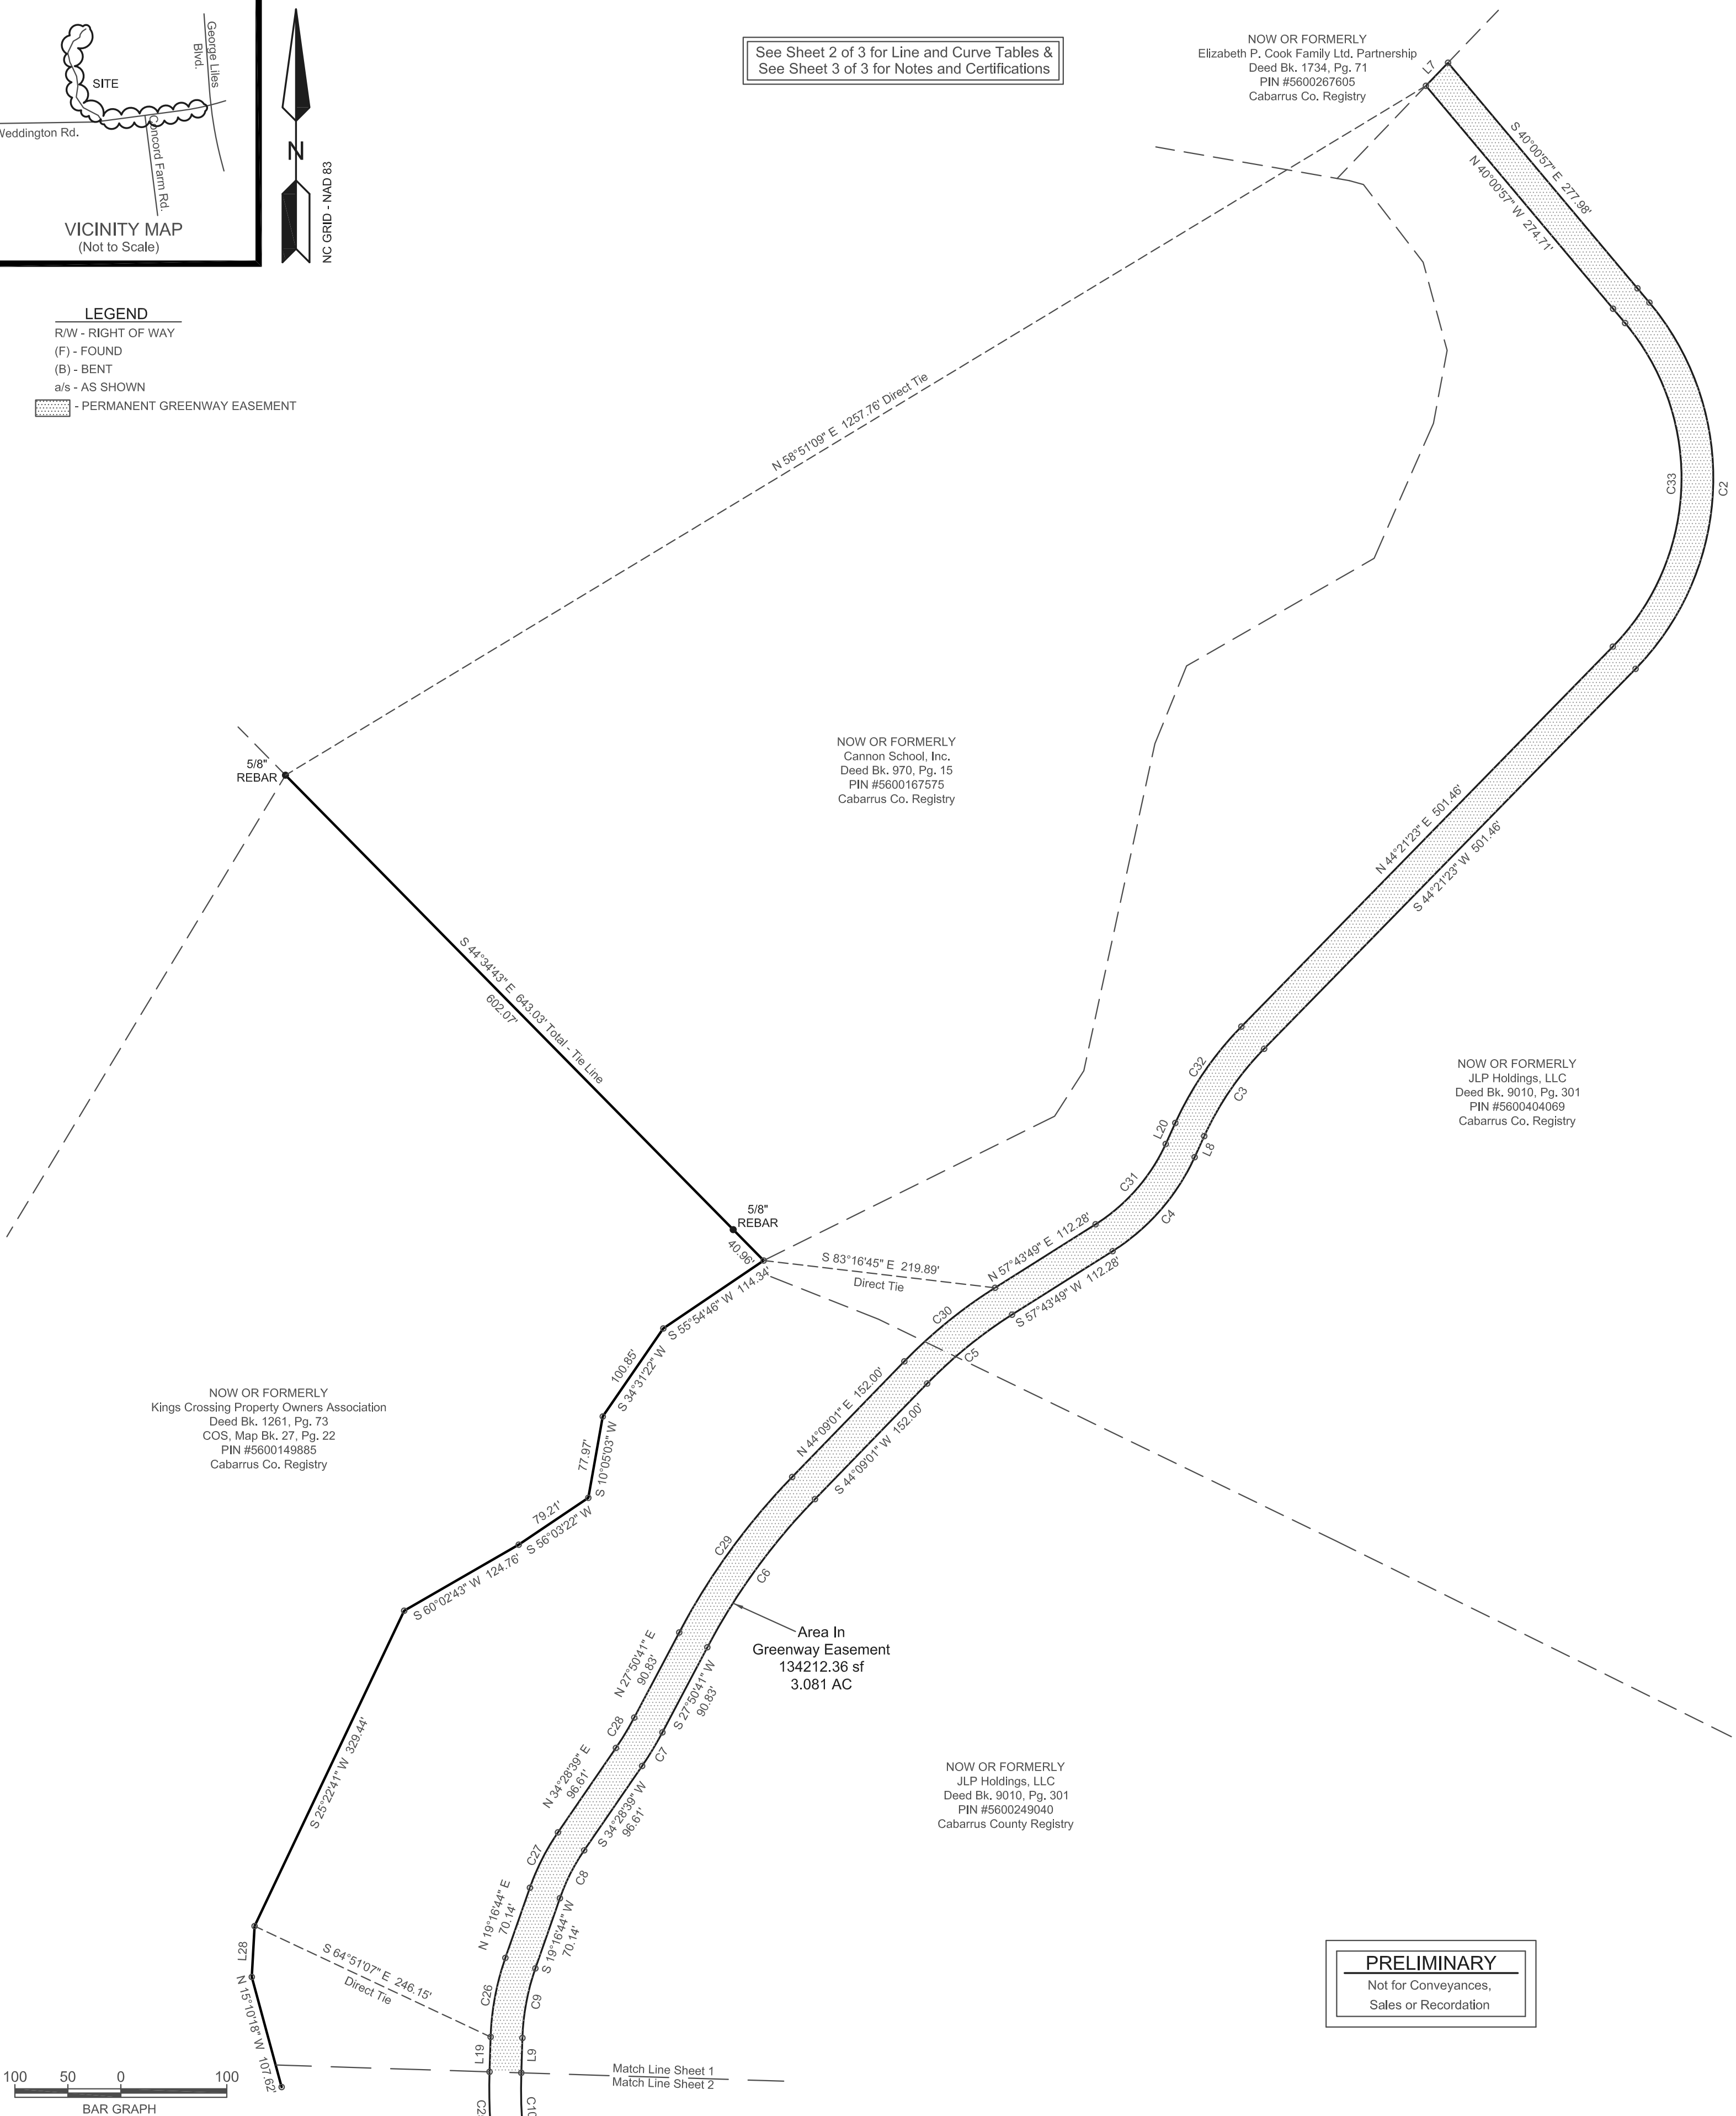 SITE
George Liles
Blvd.
Weddington Rd.
Concord Farm Rd.
VICINITY MAP
(Not to Scale)
N
NC GRID - NAD 83
LEGEND
R/W - RIGHT OF WAY
(F) - FOUND
(B) - BENT
a/s - AS SHOWN
- PERMANENT GREENWAY EASEMENT
See Sheet 2 of 3 for Line and Curve Tables &
See Sheet 3 of 3 for Notes and Certifications
NOW OR FORMERLY
Elizabeth P. Cook Family Ltd. Partnership
Deed Bk. 1734, Pg. 71
PIN #5600267605
Cabarrus Co. Registry
L7
S 40°00'57" E 277.98'
N 40°00'57" W 274.71'
C33
C2
N 58°51'09" E 1257.76' Direct Tie
5/8"
REBAR
NOW OR FORMERLY
Cannon School, Inc.
Deed Bk. 970, Pg. 15
PIN #5600167575
Cabarrus Co. Registry
N 44°21'23" E 501.46'
S 44°21'23" W 501.46'
S 44°34'43" E 643.03' Total - Tie Line
602.07'
C32
C3
L20
L8
C31
C4
NOW OR FORMERLY
JLP Holdings, LLC
Deed Bk. 9010, Pg. 301
PIN #5600404069
Cabarrus Co. Registry
5/8"
REBAR
40.96'
S 83°16'45" E 219.89'
Direct Tie
N 57°43'49" E 112.28'
S 57°43'49" W 112.28'
S 55°54'46" W 114.34'
C30
C5
100.85'
S 34°31'22" W
N 44°09'01" E 152.00'
S 44°09'01" W 152.00'
NOW OR FORMERLY
Kings Crossing Property Owners Association
Deed Bk. 1261, Pg. 73
COS, Map Bk. 27, Pg. 22
PIN #5600149885
Cabarrus Co. Registry
77.97'
S 10°05'03" W
79.21'
S 56°03'22" W
S 60°02'43" W 124.76'
C29
C6
Area In
Greenway Easement
134212.36 sf
3.081 AC
N 27°50'41" E
90.83'
S 27°50'41" W
90.83'
C28
C7
S 25°22'41" W 329.44'
N 34°28'39" E
96.61'
S 34°28'39" W
96.61'
NOW OR FORMERLY
JLP Holdings, LLC
Deed Bk. 9010, Pg. 301
PIN #5600249040
Cabarrus County Registry
C27
C8
N 19°16'44" E
70.14'
S 19°16'44" W
70.14'
L28
S 64°51'07" E 246.15'
Direct Tie
C26
C9
N 15°10'18" W 107.62'
L19
L9
Match Line Sheet 1
Match Line Sheet 2
C10
PRELIMINARY
Not for Conveyances,
Sales or Recordation
100 50 0 100
BAR GRAPH